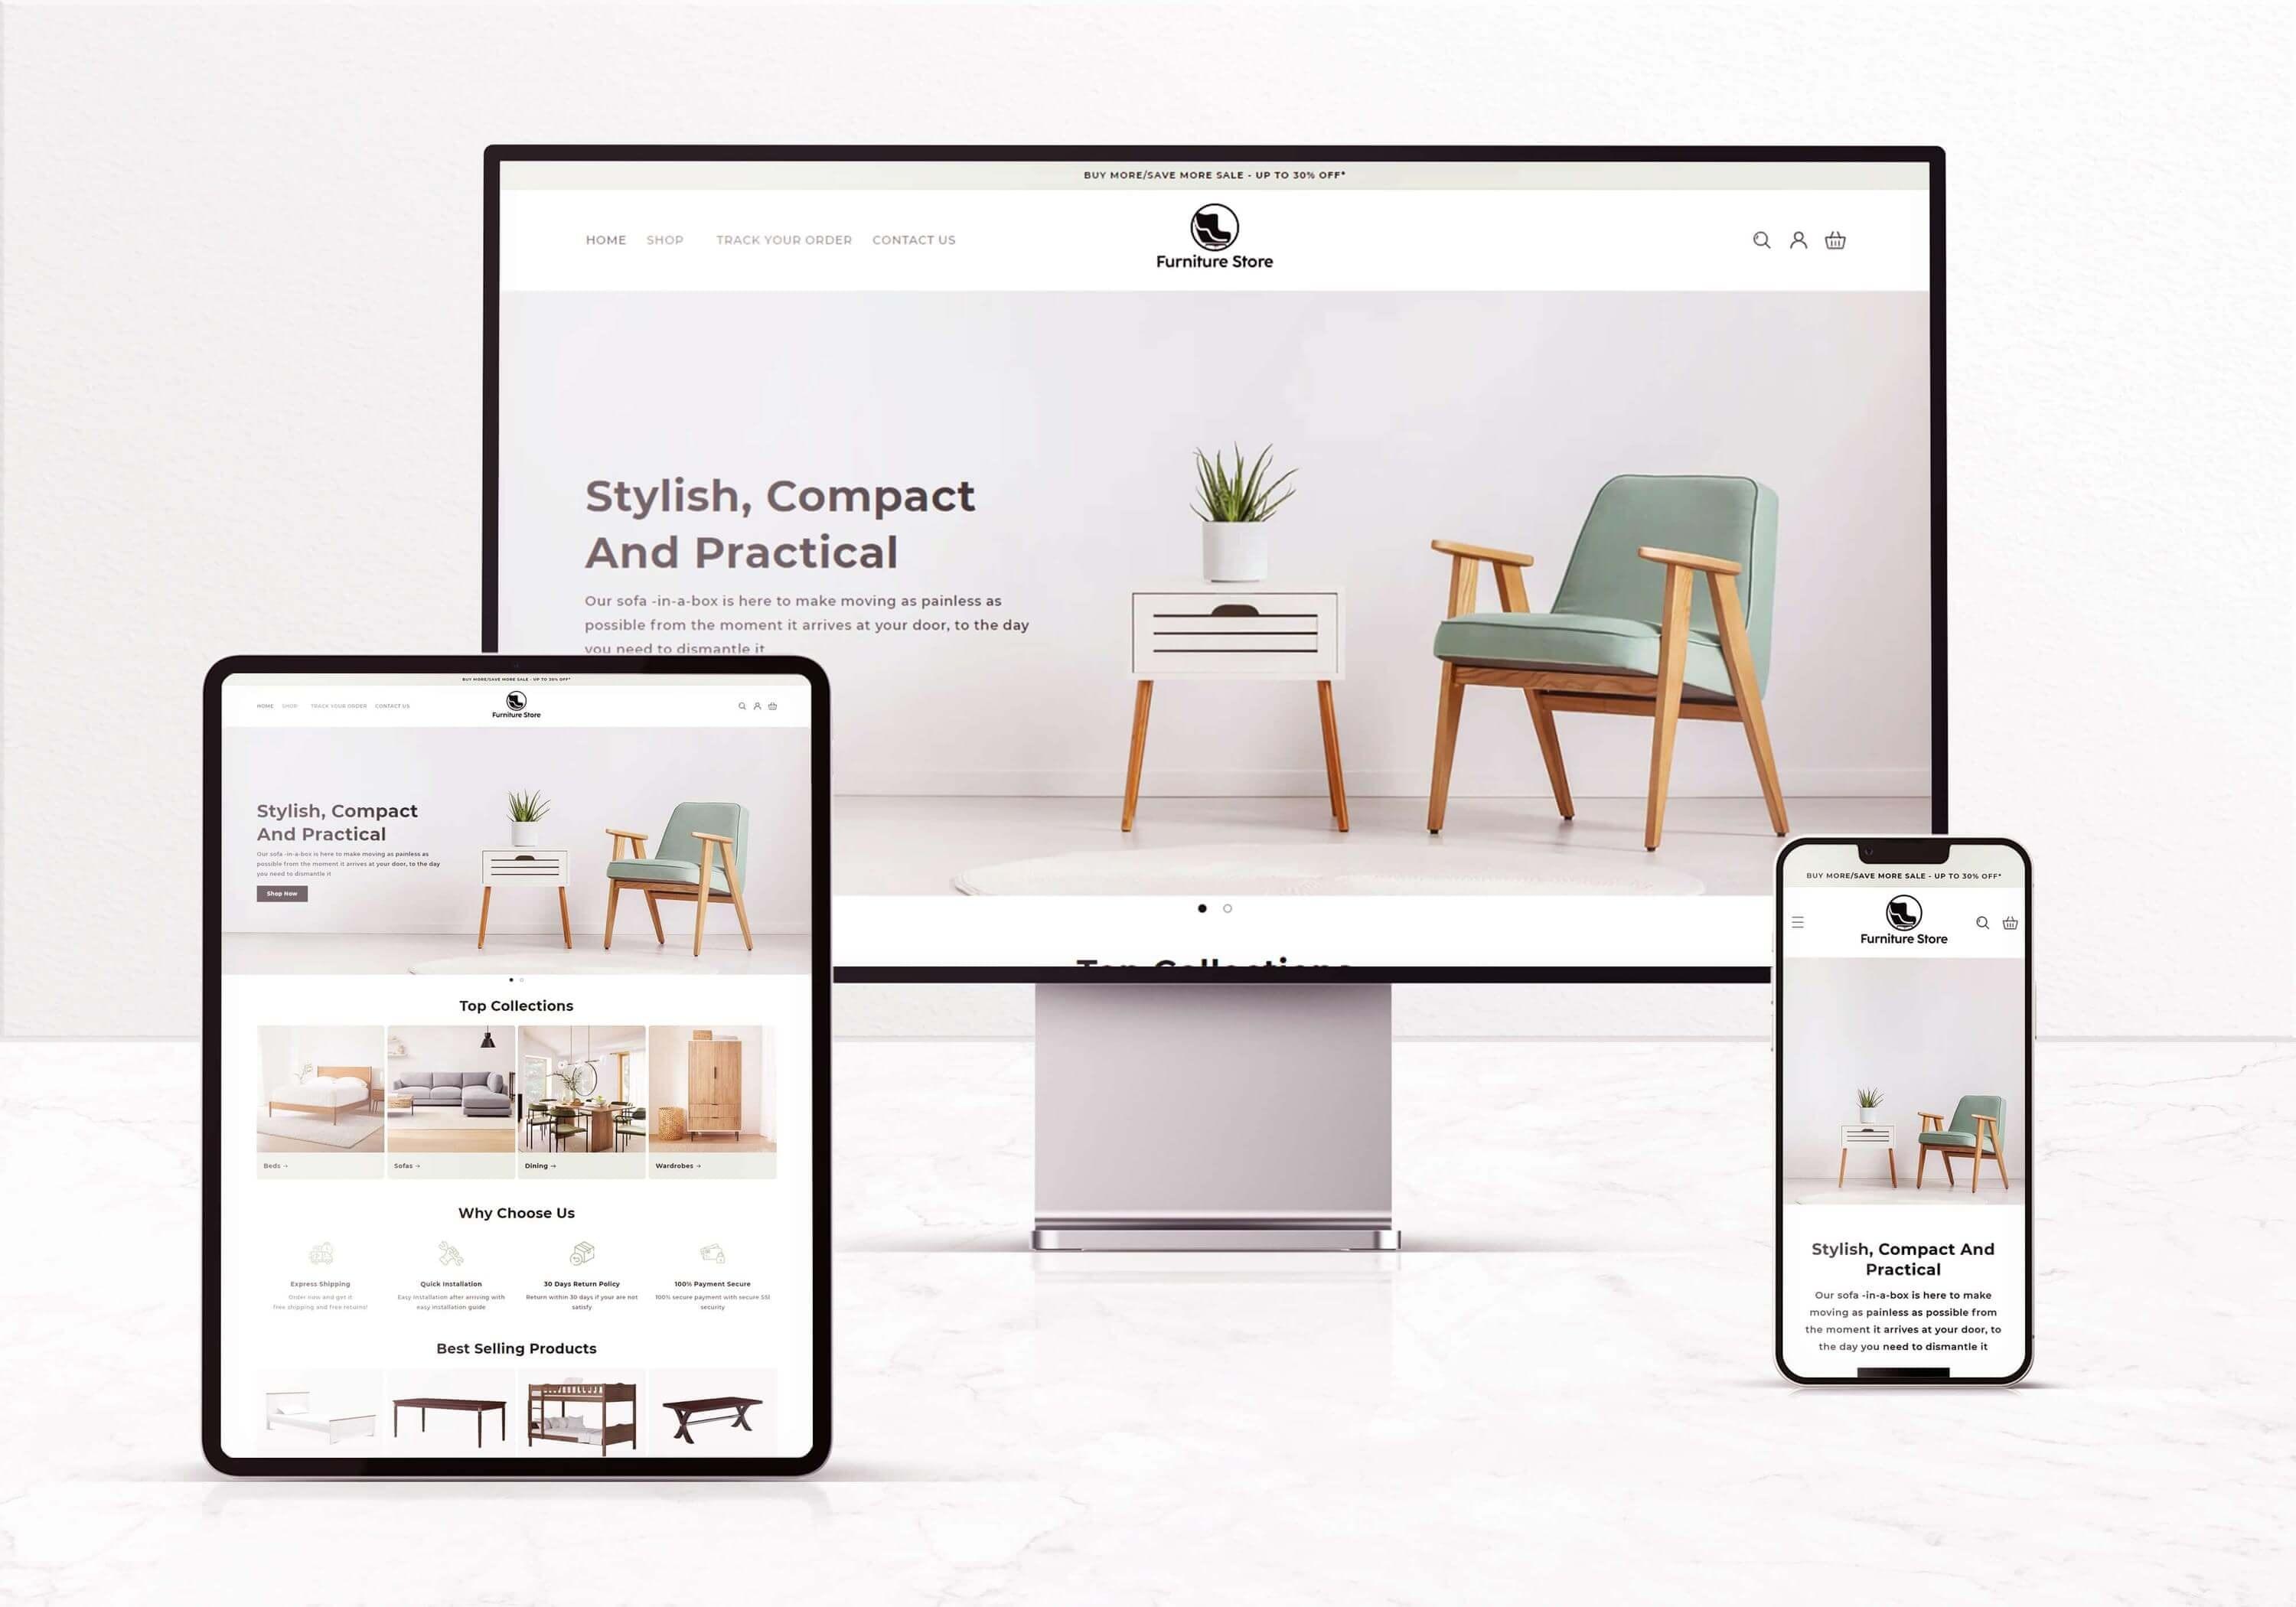 BUY MORE/SAVE MORE SALE - UP TO 30% OFF*
HOME SHOP TRACK YOUR ORDER CONTACT US
Furniture Store
Stylish, Compact
And Practical
Our sofa -in-a-box is here to make moving as painless as
possible from the moment it arrives at your door, to the day
you need to dismantle it
Top Collections
BUY MORE/SAVE MORE SALE - UP TO 30% OFF*
HOME SHOP TRACK YOUR ORDER CONTACT US
Furniture Store
Stylish, Compact
And Practical
Our sofa -in-a-box is here to make moving as painless as
possible from the moment it arrives at your door, to the day
you need to dismantle it
Shop Now
Top Collections
Beds →
Sofas →
Dining →
Wardrobes →
Why Choose Us
Express Shipping
Order now and get it
free shipping and free returns!
Quick Installation
Easy installation after arriving with
easy installation guide
30 Days Return Policy
Return within 30 days if your are not
satisfy
100% Payment Secure
100% secure payment with secure SSl
security
Best Selling Products
BUY MORE/SAVE MORE SALE - UP TO 30% OFF*
Furniture Store
Stylish, Compact And
Practical
Our sofa -in-a-box is here to make
moving as painless as possible from
the moment it arrives at your door, to
the day you need to dismantle it